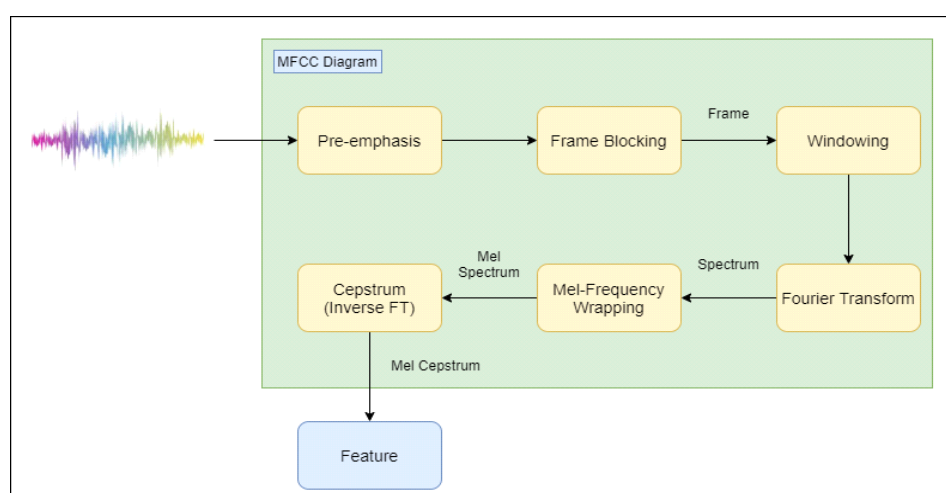 MFCC Diagram
Pre-emphasis
Frame Blocking
Frame
Windowing
Fourier Transform
Spectrum
Mel-Frequency
Wrapping
Mel
Spectrum
Cepstrum
(Inverse FT)
Mel Cepstrum
Feature